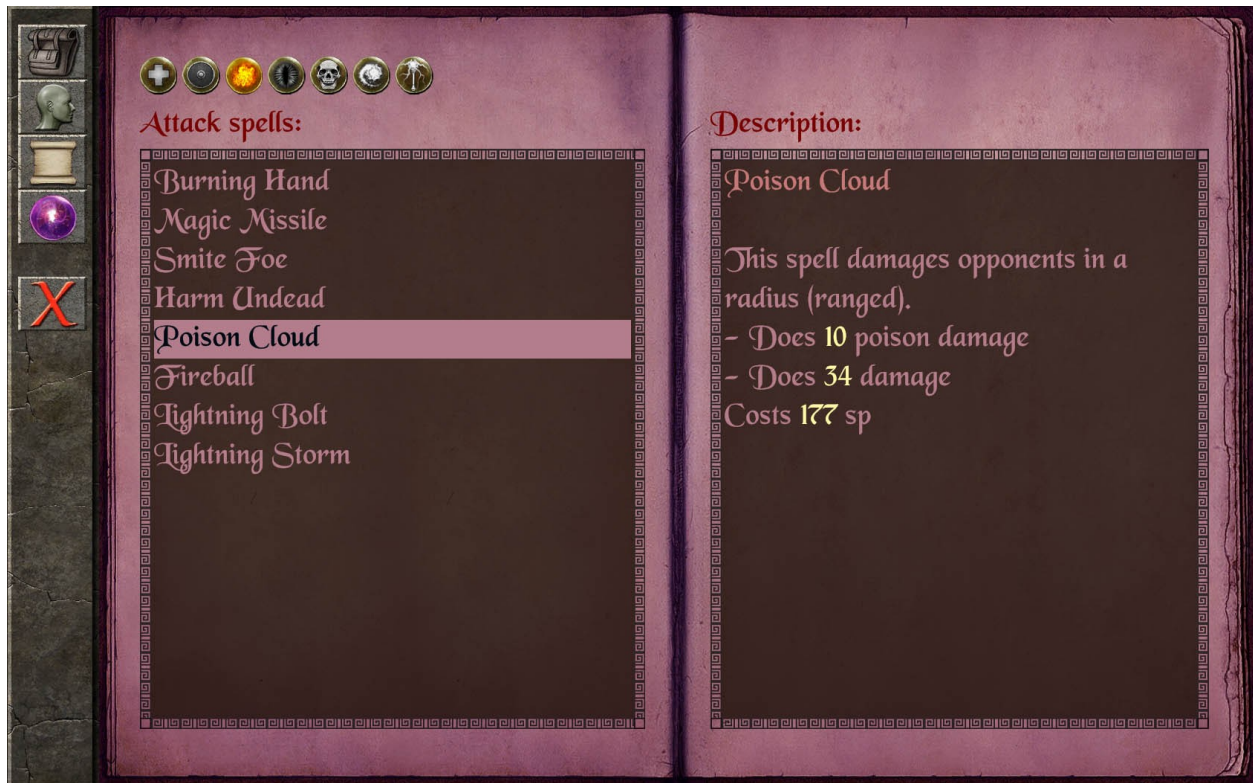 Attack spells:
Burning Hand
Magic Missile
Smite Foe
Harm Undead
Poison Cloud
Fireball
Lightning Bolt
Lightning Storm
Description:
Poison Cloud
This spell damages opponents in a
radius (ranged).
- Does 10 poison damage
- Does 34 damage
Costs 177 sp
X